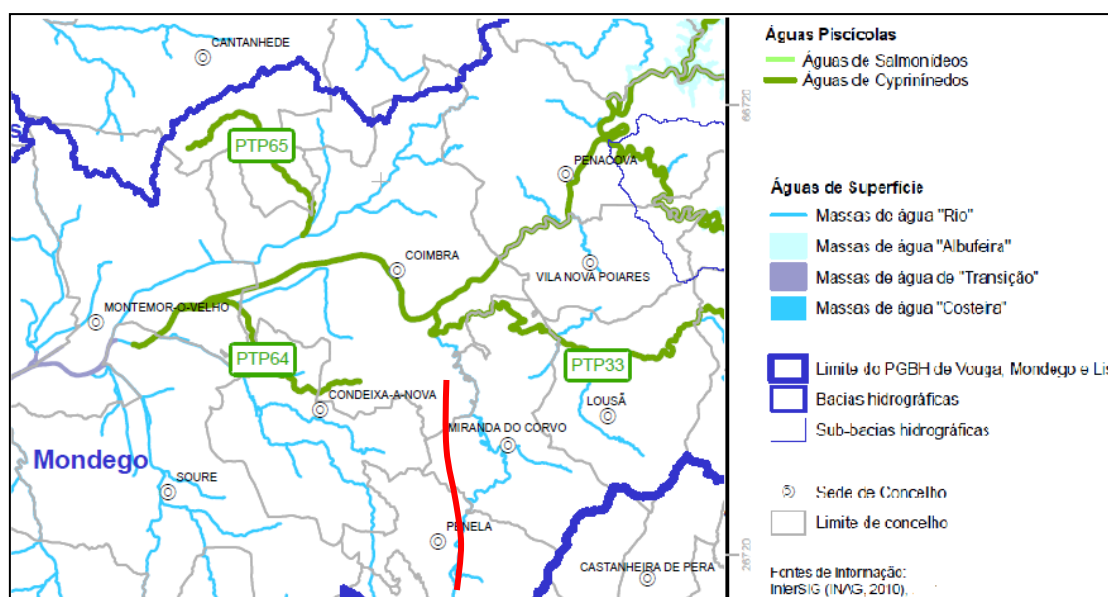 CANTANHEDE
PTP65
PENACOVA
COIMBRA
VILA NOVA POIARES
MONTEMOR-O-VELHO
PTP64
PTP33
CONDEIXA-A-NOVA
LOUSÃ
MIRANDA DO CORVO
Mondego
SOURE
PENELA
CASTANHEIRA DE PERA
66720
26720
Águas Piscícolas
Águas de Salmonídeos
Águas de Cyprinínedos
Águas de Superfície
Massas de água "Rio"
Massas de água "Albufeira"
Massas de água de "Transição"
Massas de água "Costeira"
Limite do PGBH de Vouga, Mondego e Lis
Bacias hidrográficas
Sub-bacias hidrográficas
Sede de Concelho
Limite de concelho
Fontes de Informação:
InterSIG (INAG, 2010),